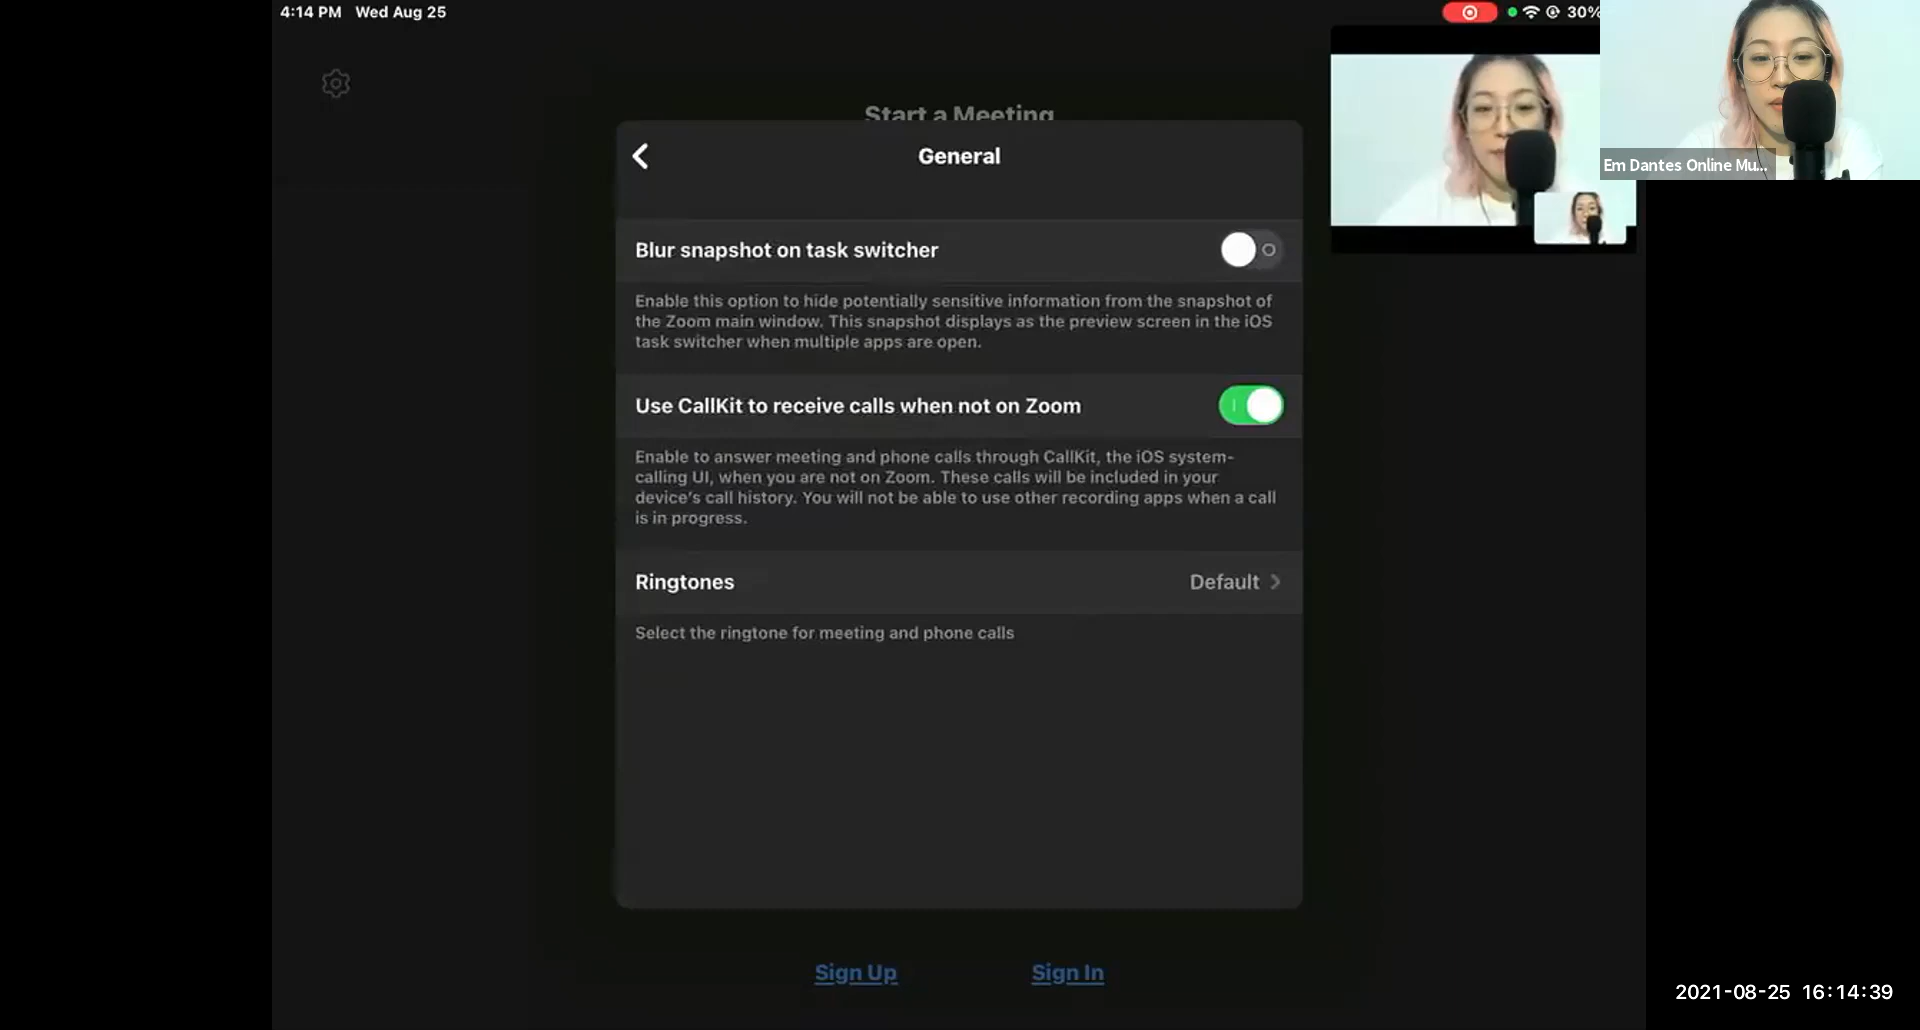 4:14 PM Wed Aug 25
30%
Start a Meeting
General
Em Dantes Online Mu...
Blur snapshot on task switcher
Enable this option to hide potentially sensitive information from the snapshot of
the Zoom main window. This snapshot displays as the preview screen in the iOS
task switcher when multiple apps are open.
Use CallKit to receive calls when not on Zoom
Enable to answer meeting and phone calls through CallKit, the iOS system-
calling UI, when you are not on Zoom. These calls will be included in your
device's call history. You will not be able to use other recording apps when a call
is in progress.
Ringtones Default
Select the ringtone for meeting and phone calls
Sign Up Sign In
2021-08-25 16:14:39